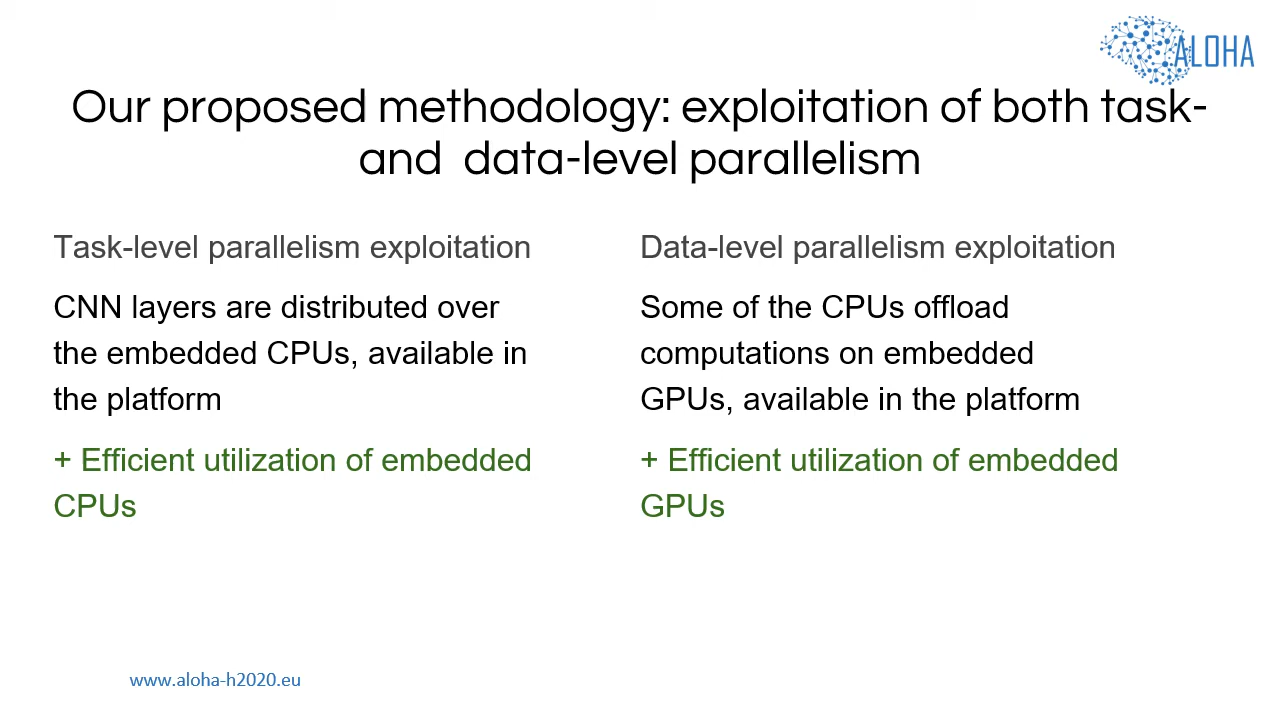 ALOHA
Our proposed methodology: exploitation of both task-
and data-level parallelism
Task-level parallelism exploitation
CNN layers are distributed over
the embedded CPUs, available in
the platform
+ Efficient utilization of embedded
CPUs
Data-level parallelism exploitation
Some of the CPUs offload
computations on embedded
GPUs, available in the platform
+ Efficient utilization of embedded
GPUs
www.aloha-h2020.eu